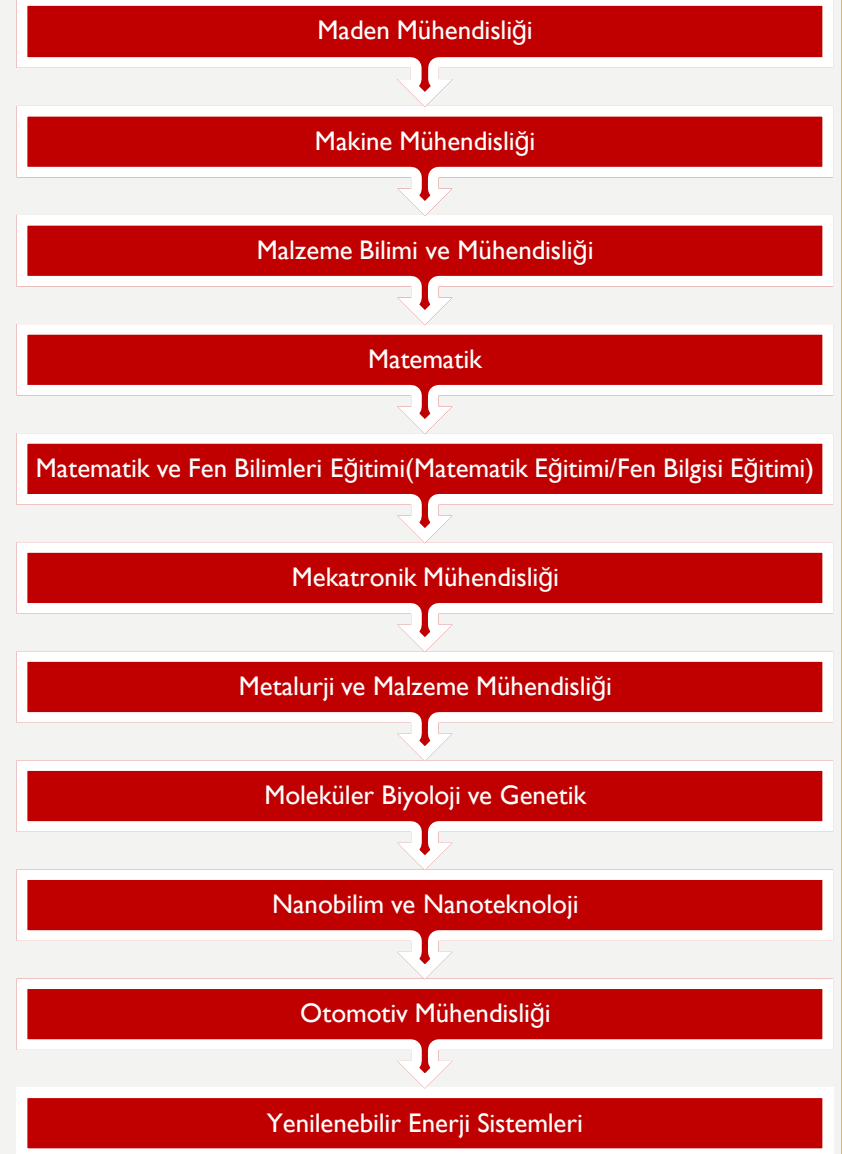 Maden Mühendisliği
Makine Mühendisliği
Malzeme Bilimi ve Mühendisliği
Matematik
Matematik ve Fen Bilimleri Eğitimi(Matematik Eğitimi/Fen Bilgisi Eğitimi)
Mekatronik Mühendisliği
Metalurji ve Malzeme Mühendisliği
Moleküler Biyoloji ve Genetik
Nanobilim ve Nanoteknoloji
Otomotiv Mühendisliği
Yenilenebilir Enerji Sistemleri